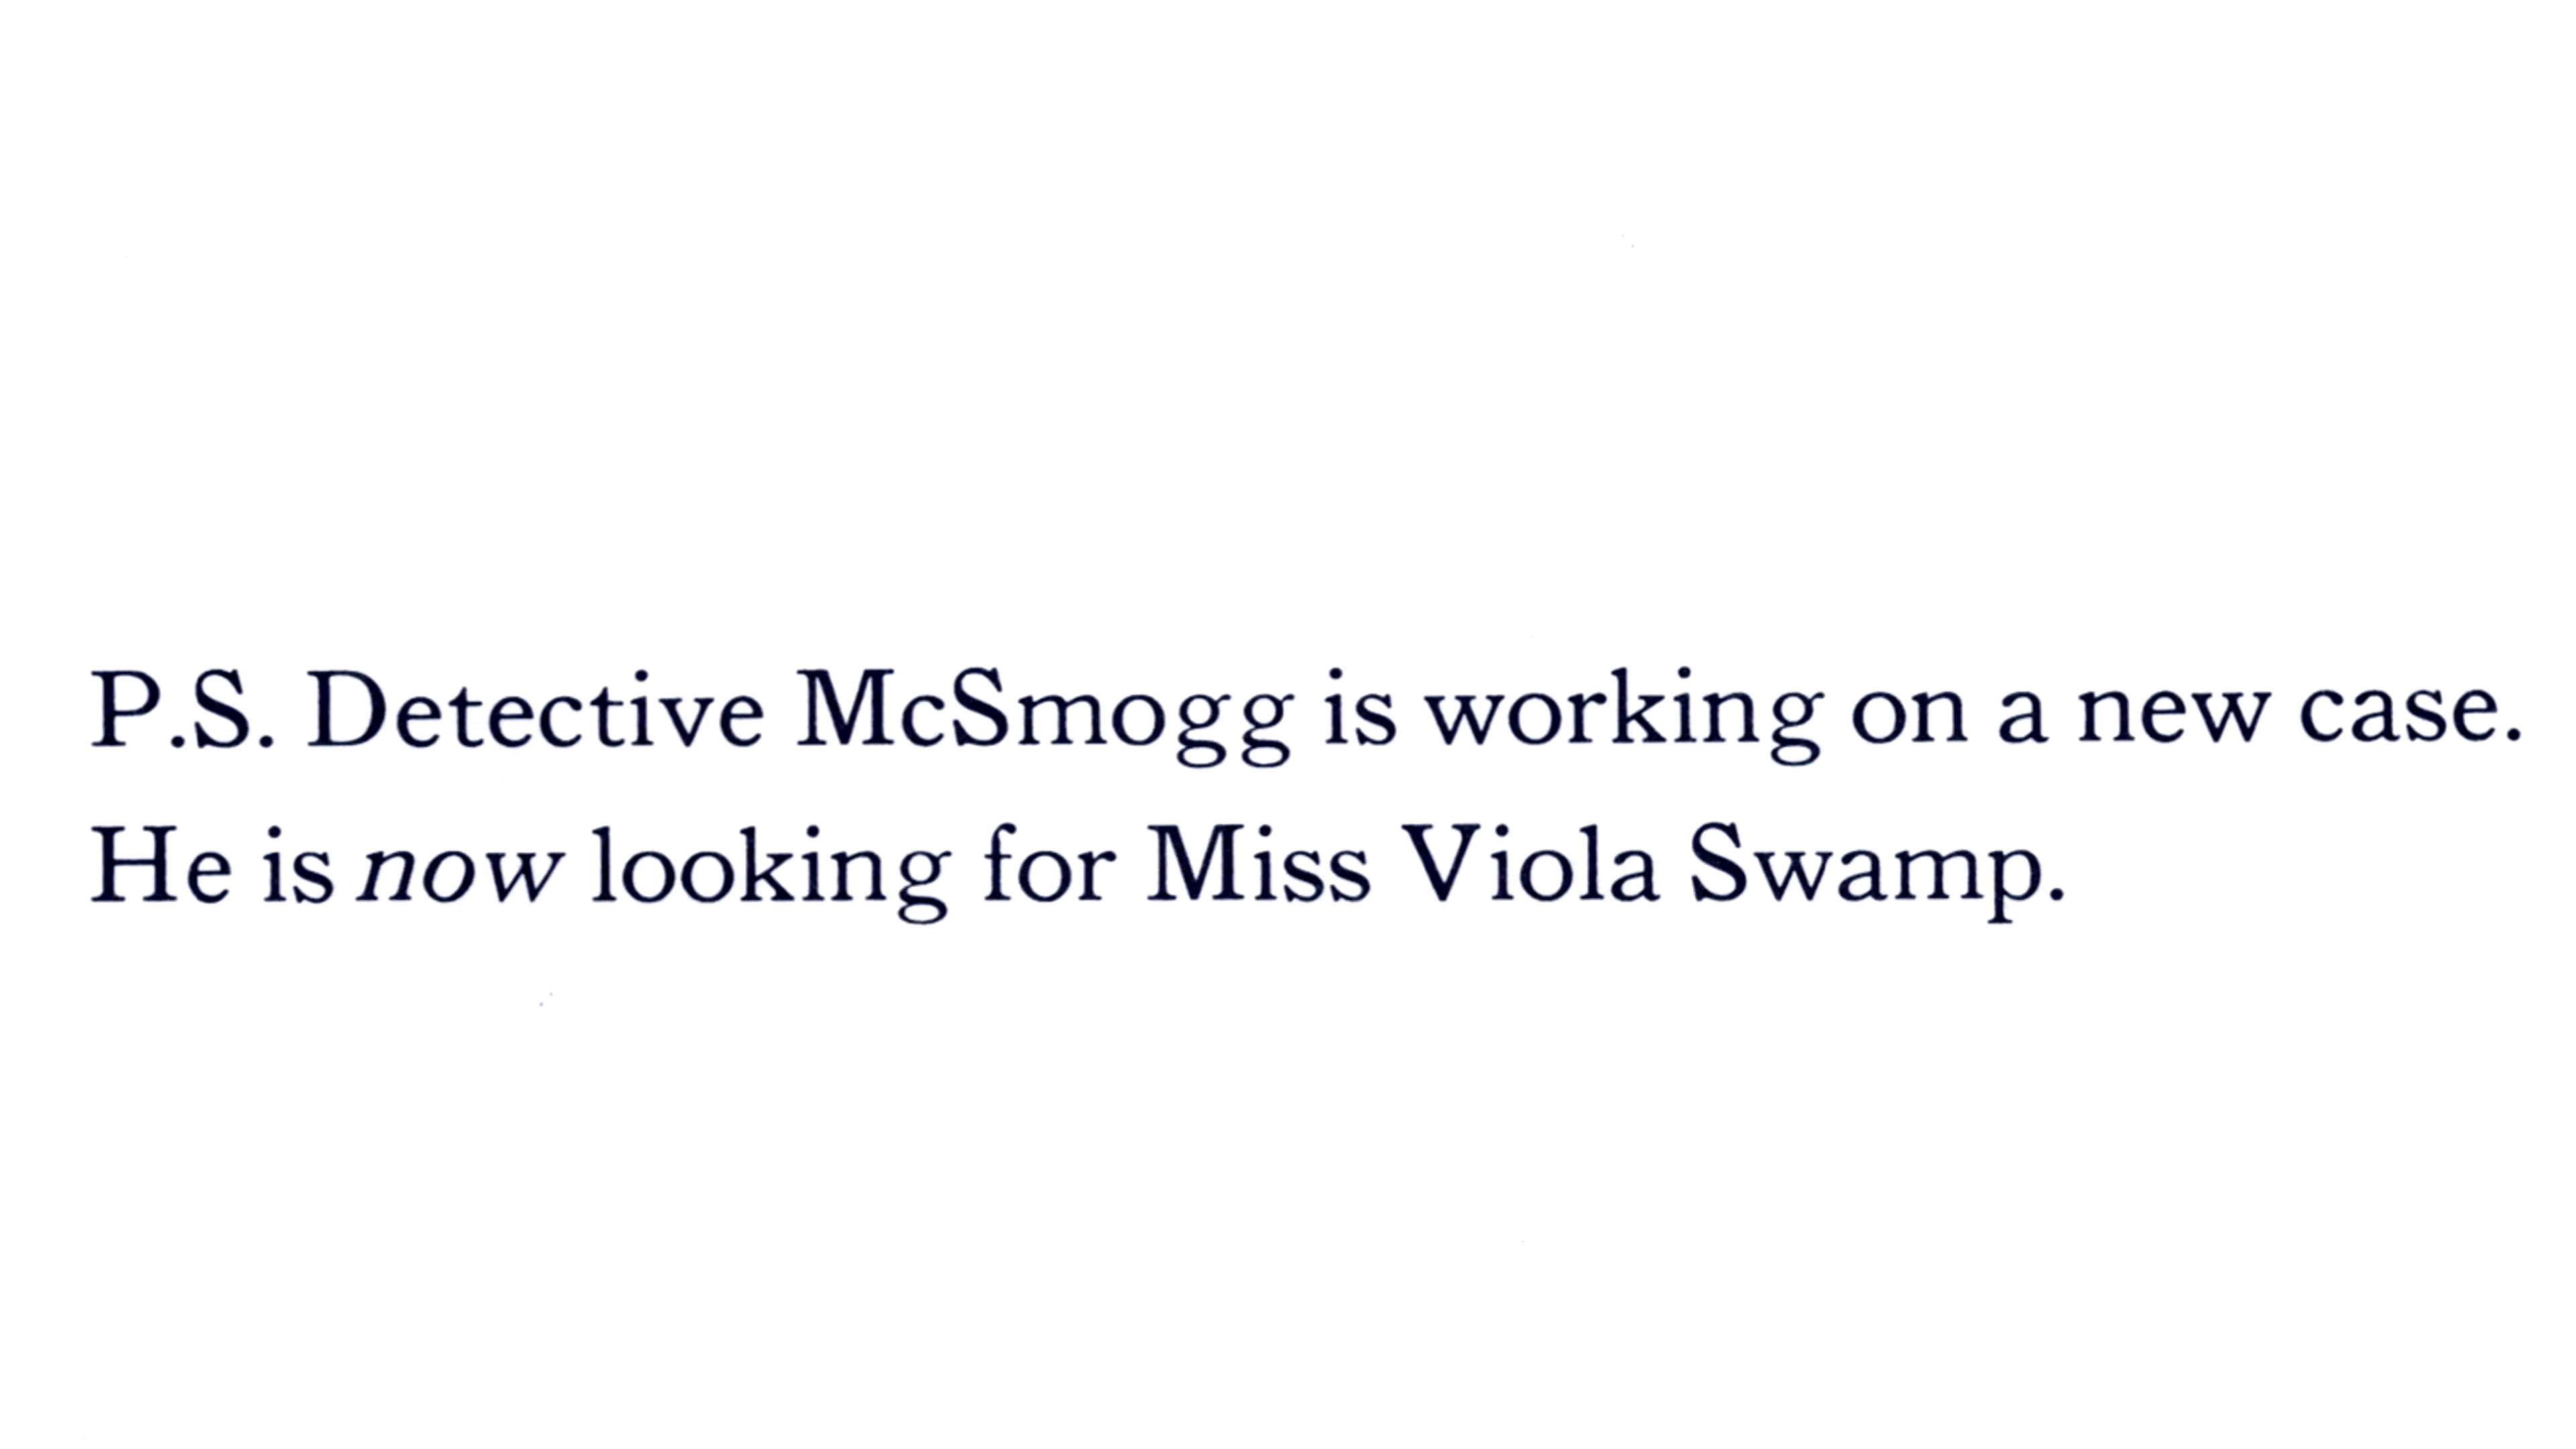 P.S. Detective McSmogg is working on a new case.
He is now looking for Miss Viola Swamp.